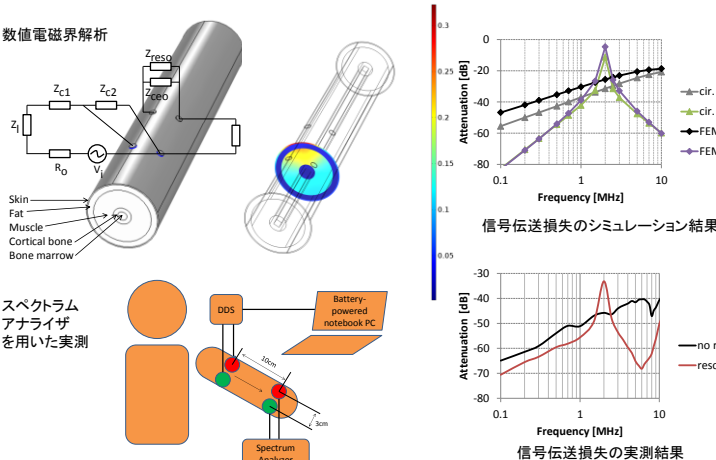 数値電磁界解析
Zreso
Zceo
Zc1
Zc2
Zl
Ro
Vi
Skin
Fat
Muscle
Cortical bone
Bone marrow
0.3
0.25
0.2
0.15
0.1
0.05
Attenuation [dB]
0
-20
-40
-60
-80
0.1
1
10
Frequency [MHz]
cir.
cir.
FEM
FEM
信号伝送損失のシミュレーション結果
スペクトラム
アナライザ
を用いた実測
DDS
Battery-
powered
notebook PC
10cm
3cm
Spectrum
Analyzer
Attenuation [dB]
-30
-40
-50
-60
-70
-80
0.1
1
10
Frequency [MHz]
no
信号伝送損失の実測結果